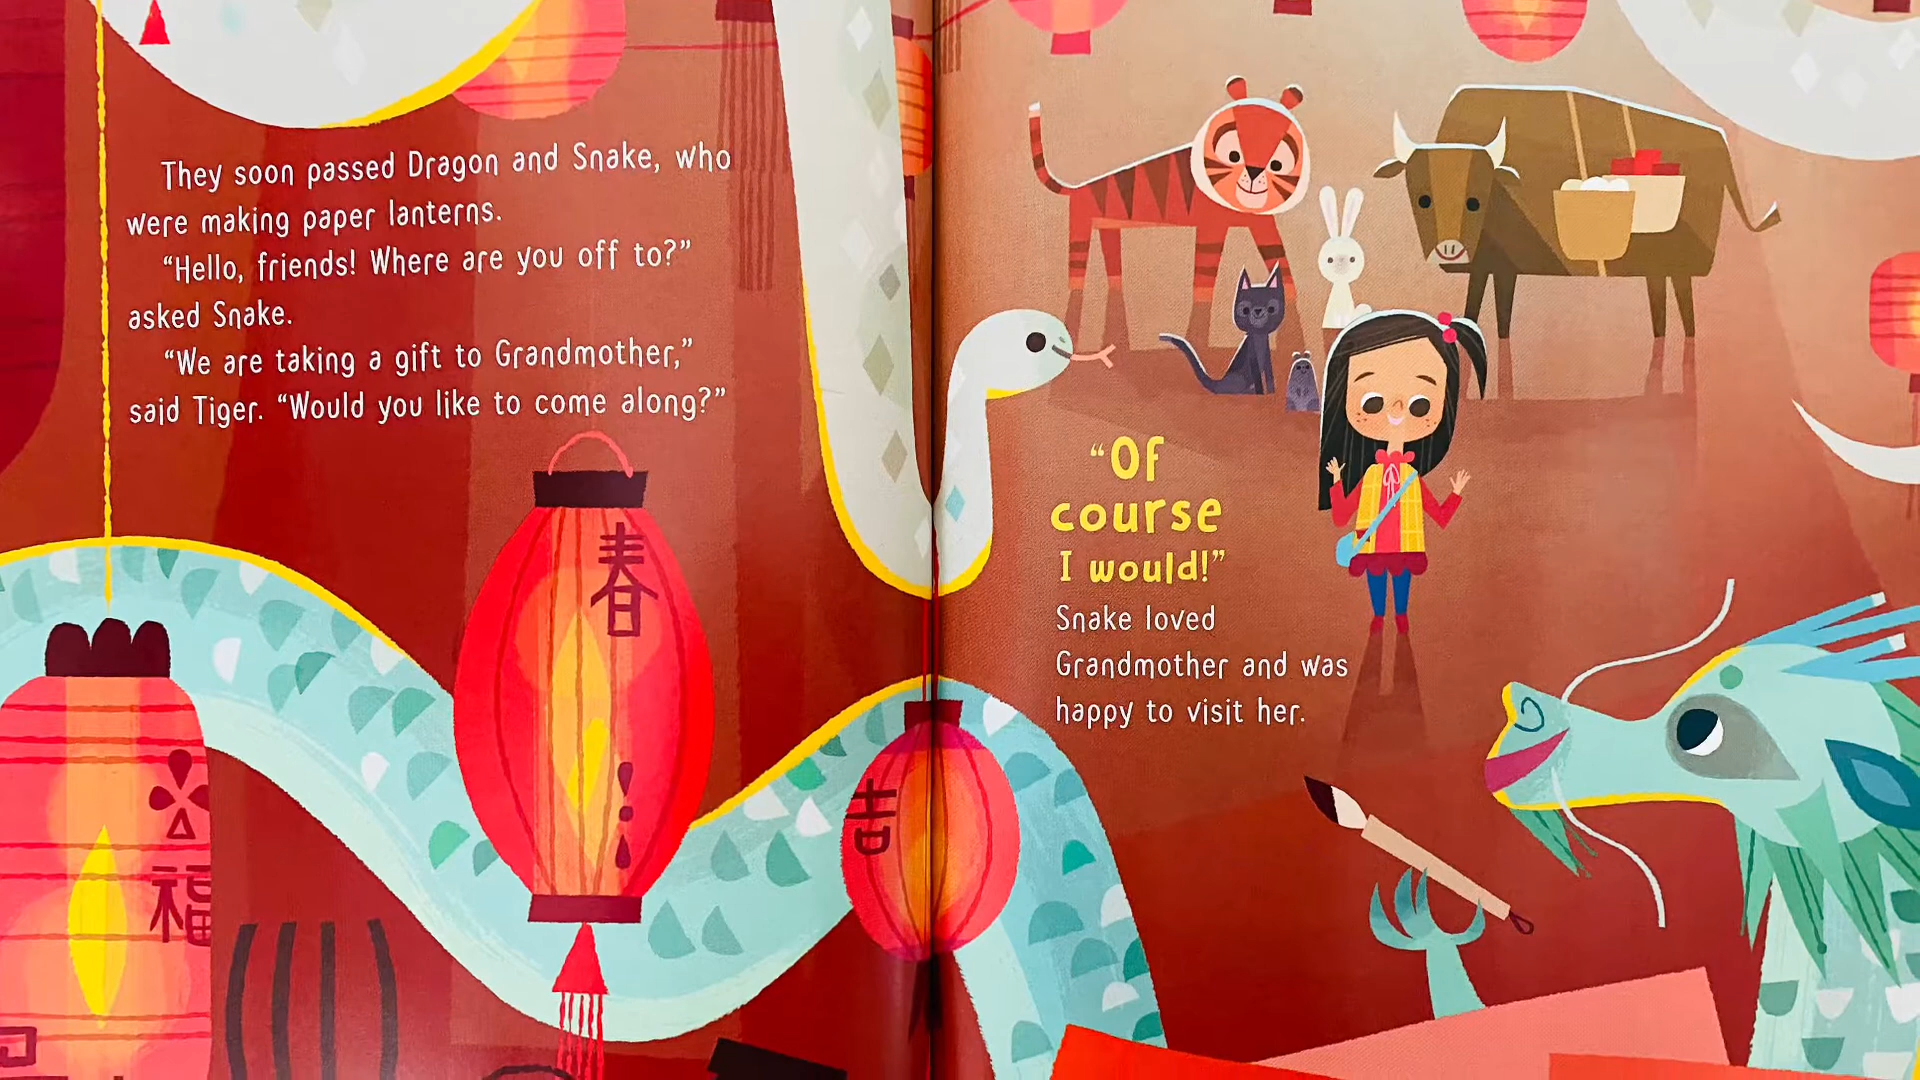 They soon passed Dragon and Snake, who
were making paper lanterns.
“Hello, friends! Where are you off to?”
asked Snake.
“We are taking a gift to Grandmother,”
said Tiger. “Would you like to come along?”
春
吉
福
“Of
course
I would!”
Snake loved
Grandmother and was
happy to visit her.